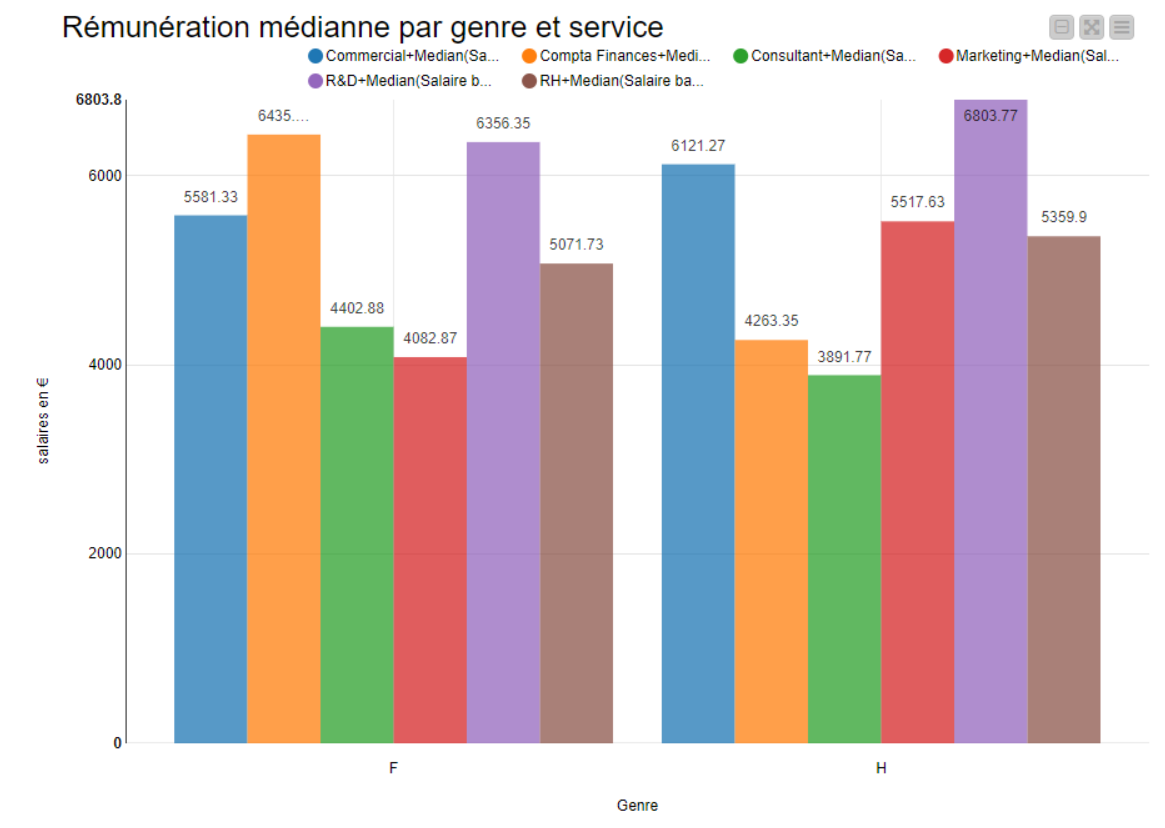 Rémunération médianne par genre et service
Commercial+Median(Sa... Compta Finances+Medi... Consultant+Median(Sa... Marketing+Median(Sal...
R&D+Median(Salaire b... RH+Median(Salaire ba...
6803.8
6000
4000
2000
0
salaires en €
5581.33
6435....
4402.88
4082.87
6356.35
5071.73
6121.27
4263.35
3891.77
5517.63
6803.77
5359.9
F
H
Genre